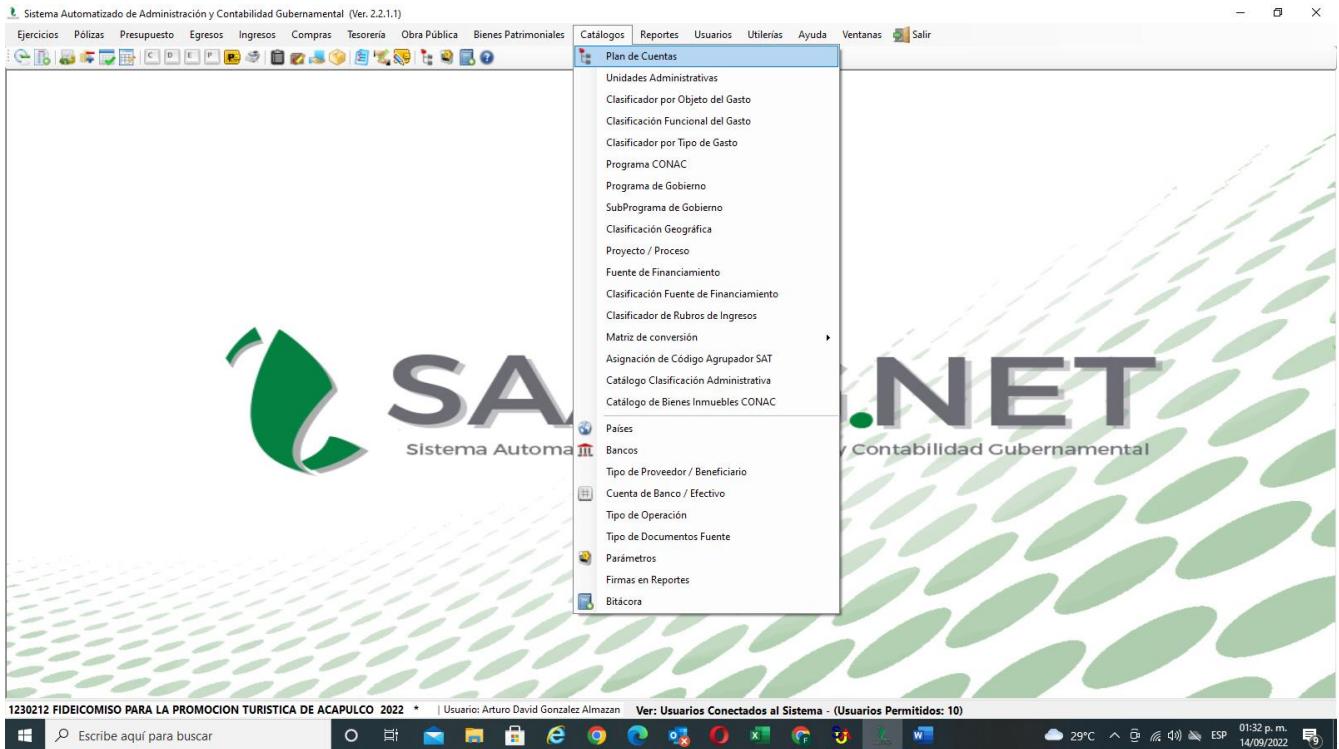 Sistema Automatizado de Administración y Contabilidad Gubernamental (Ver. 2.2.1.1)
Ejercicios Pólizas Presupuesto Egresos Ingresos Compras Tesorería Obra Pública Bienes Patrimoniales Catálogos Reportes Usuarios Utilerías Ayuda Ventanas Salir
C D E P
Plan de Cuentas
Unidades Administrativas
Clasificador por Objeto del Gasto
Clasificación Funcional del Gasto
Clasificador por Tipo de Gasto
Programa CONAC
Programa de Gobierno
SubPrograma de Gobierno
Clasificación Geográfica
Proyecto / Proceso
Fuente de Financiamiento
Clasificación Fuente de Financiamiento
Clasificador de Rubros de Ingresos
Matriz de conversión
Asignación de Código Agrupador SAT
Catálogo Clasificación Administrativa
Catálogo de Bienes Inmuebles CONAC
Países
Bancos
Tipo de Proveedor / Beneficiario
Cuenta de Banco / Efectivo
Tipo de Operación
Tipo de Documentos Fuente
Parámetros
Firmas en Reportes
Bitácora
SA .NET
Sistema Automa y Contabilidad Gubernamental
1230212 FIDEICOMISO PARA LA PROMOCION TURISTICA DE ACAPULCO 2022 * | Usuario: Arturo David Gonzalez Almazan Ver: Usuarios Conectados al Sistema - (Usuarios Permitidos: 10)
Escribe aquí para buscar
29°C ESP 01:32 p. m.
14/09/2022